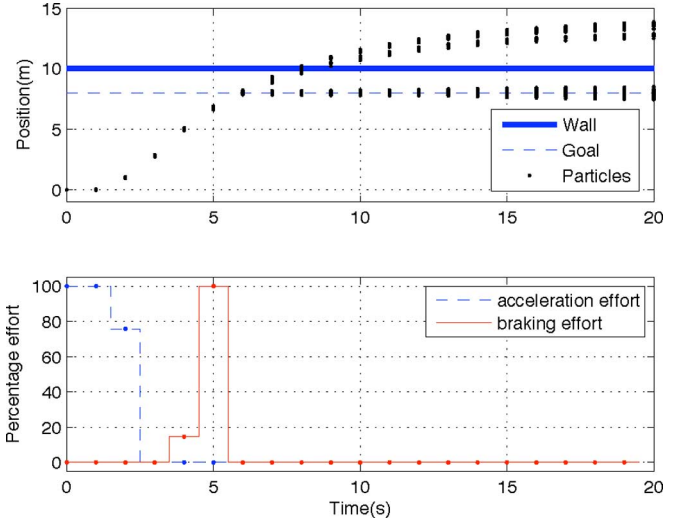 15
10
5
0
Position(m)
Wall
Goal
Particles
0 5 10 15 20
100
80
60
40
20
0
Percentage effort
acceleration effort
braking effort
0 5 10 15 20
Time(s)